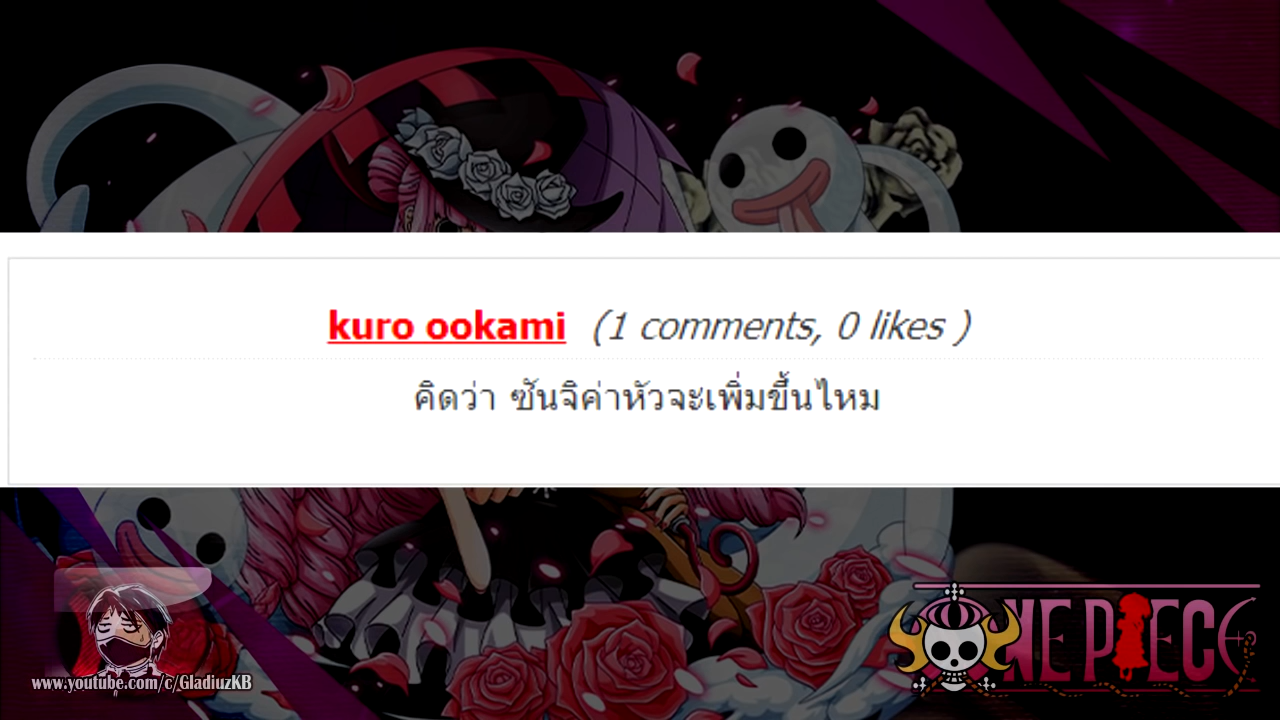 kuro ookami (1 comments, 0 likes )
คิดว่า ซันจิค่าหัวจะเพิ่มขึ้นไหม
www.youtube.com/c/GladiuzKB
ONE PIECE